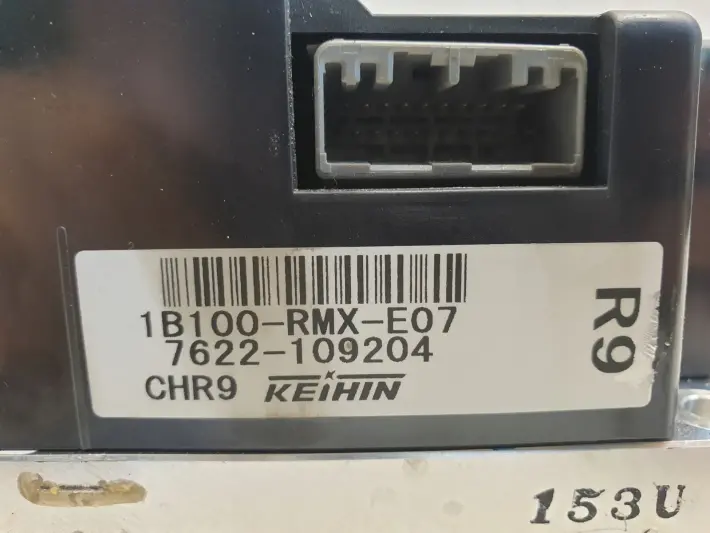 1B100-RMX-E07
7622-109204
CHR9 KEIHIN
R9
153U